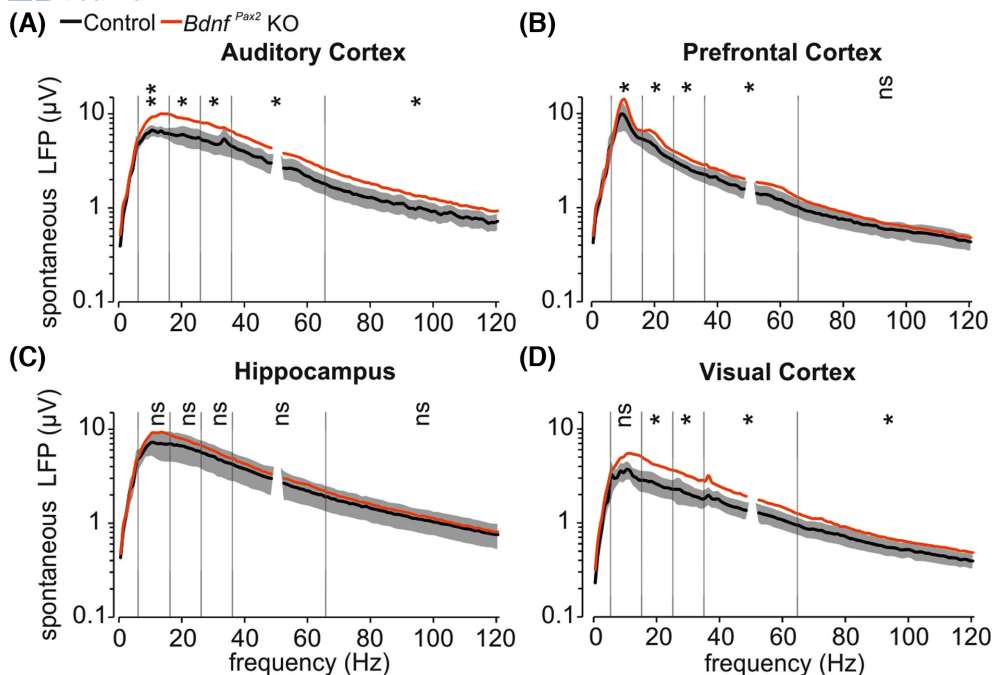 (A)
Control Bdnf Pax2 KO
Auditory Cortex
** * * * *
spontaneous LFP (µV)
10
1
0.1
0 20 40 60 80 100 120
(B)
Prefrontal Cortex
* * * * ns
10
1
0.1
0 20 40 60 80 100 120
(C)
Hippocampus
ns ns ns ns ns
spontaneous LFP (µV)
10
1
0.1
0 20 40 60 80 100 120
frequency (Hz)
(D)
Visual Cortex
ns * * * *
10
1
0.1
0 20 40 60 80 100 120
frequency (Hz)